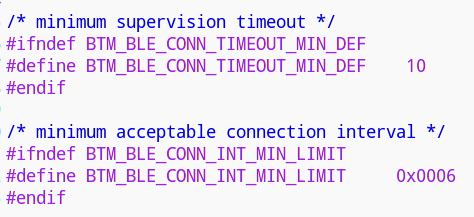 /* minimum supervision timeout */
#ifndef BTM_BLE_CONN_TIMEOUT_MIN_DEF
#define BTM_BLE_CONN_TIMEOUT_MIN_DEF    10
#endif
/* minimum acceptable connection interval */
#ifndef BTM_BLE_CONN_INT_MIN_LIMIT
#define BTM_BLE_CONN_INT_MIN_LIMIT     0x0006
#endif